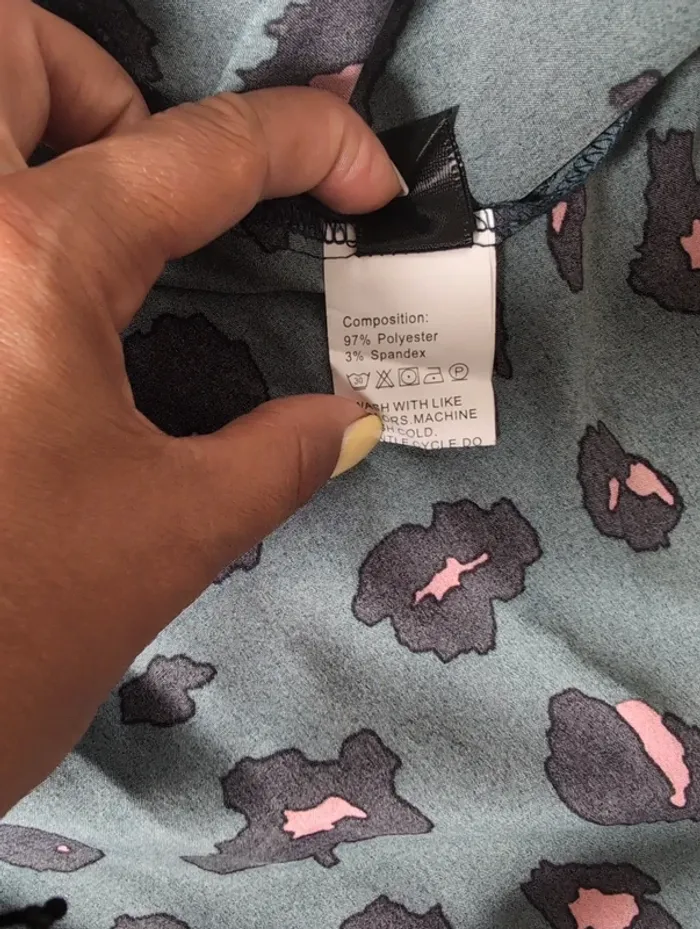 Composition:
97% Polyester
3% Spandex
30 P
WITH LIKE
MACHINE
COLD.
CYCLE DO